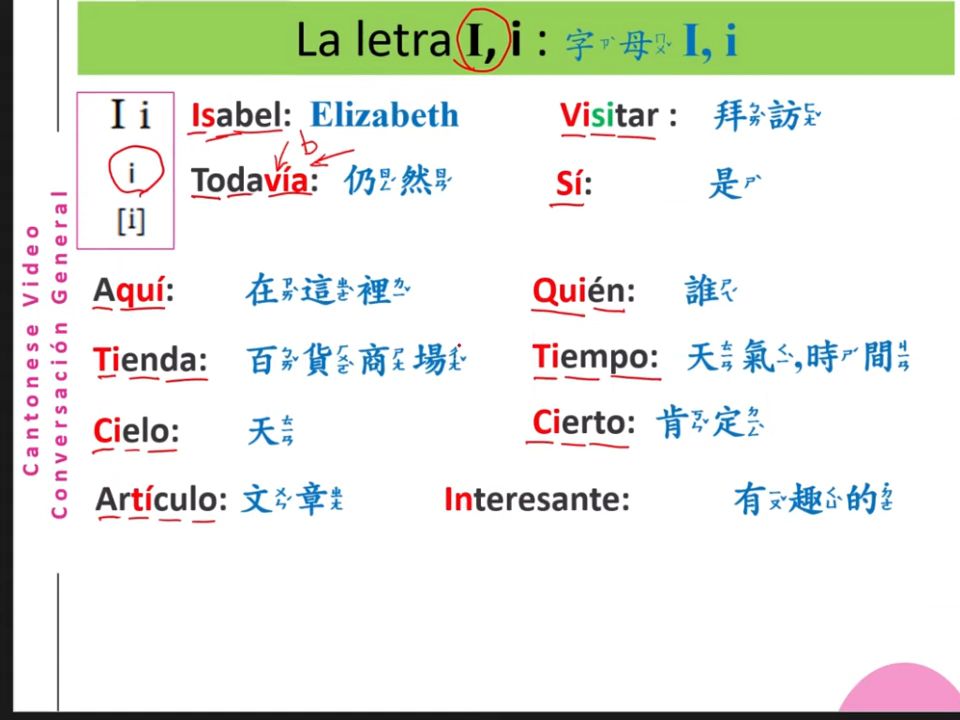 La letra I, i : 字ㄗˋ母ㄇㄨˇ I, i
I i
i
[i]
Isabel: Elizabeth
Visitar : 拜ㄅㄞˋ訪ㄈㄤˇ
b
Todavía: 仍ㄖㄥˊ然ㄖㄢˊ
Sí: 是ㄕˋ
Aquí: 在ㄗㄞˋ這ㄓㄜˋ裡ㄌㄧˇ
Quién: 誰ㄕㄟˊ
Tienda: 百ㄅㄞˇ貨ㄏㄨㄛˋ商ㄕㄤ場ㄔㄤˇ
Tiempo: 天ㄊㄢ氣ㄑㄧˋ,時ㄕˊ間ㄐㄧㄢ
Cielo: 天ㄊㄢ
Cierto: 肯ㄎㄣˇ定ㄉㄧㄥˋ
Artículo: 文ㄨㄣˊ章ㄓㄤ
Interesante: 有ㄧㄡˇ趣ㄑㄩˋ的ㄉㄜ˙
Cantonese Video
Conversación General